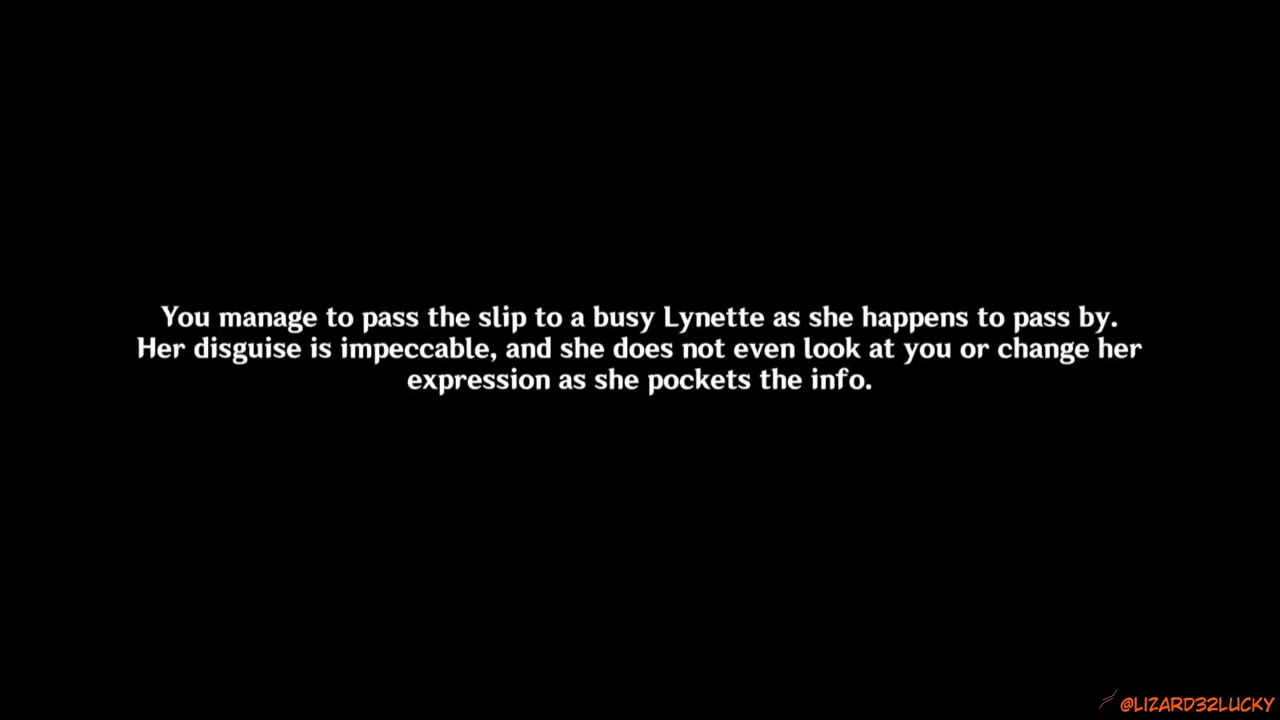 You manage to pass the slip to a busy Lynette as she happens to pass by.
Her disguise is impeccable, and she does not even look at you or change her
expression as she pockets the info.
@LIZARD32LUCKY